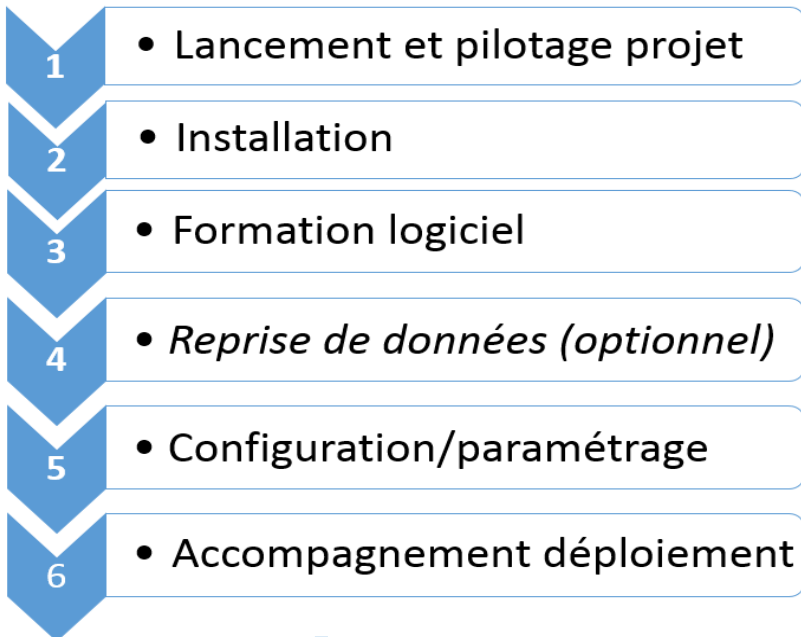 1 • Lancement et pilotage projet
2 • Installation
3 • Formation logiciel
4 • Reprise de données (optionnel)
5 • Configuration/paramétrage
6 • Accompagnement déploiement